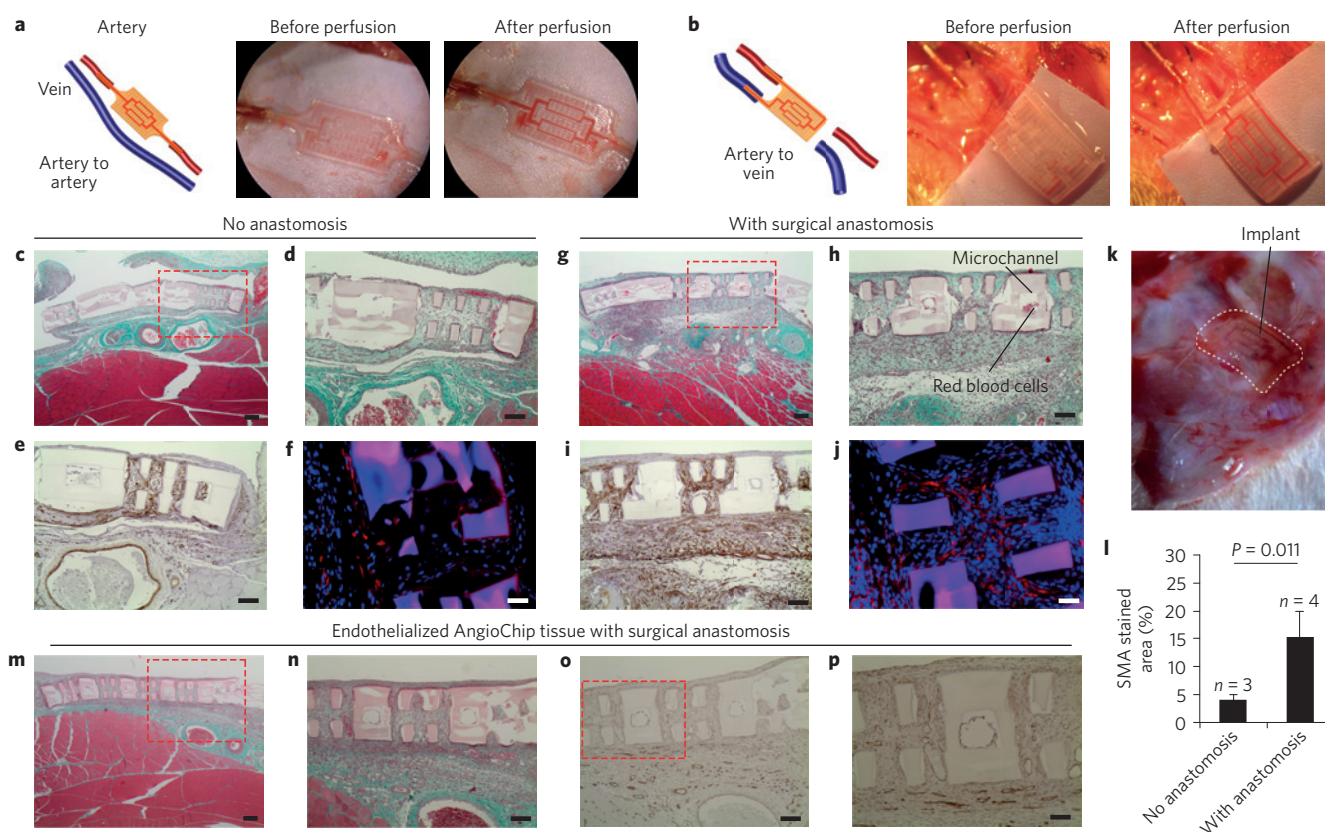 a
Artery
Before perfusion
After perfusion
b
Before perfusion
After perfusion
Vein
Artery to
artery
Artery to
vein
No anastomosis
With surgical anastomosis
Implant
c
d
g
h
Microchannel
k
Red blood cells
e
f
i
j
l
30
25
20
15
10
5
0
SMA stained
area (%)
P = 0.011
n = 3
n = 4
No anastomosis
With anastomosis
Endothelialized AngioChip tissue with surgical anastomosis
m
n
o
p